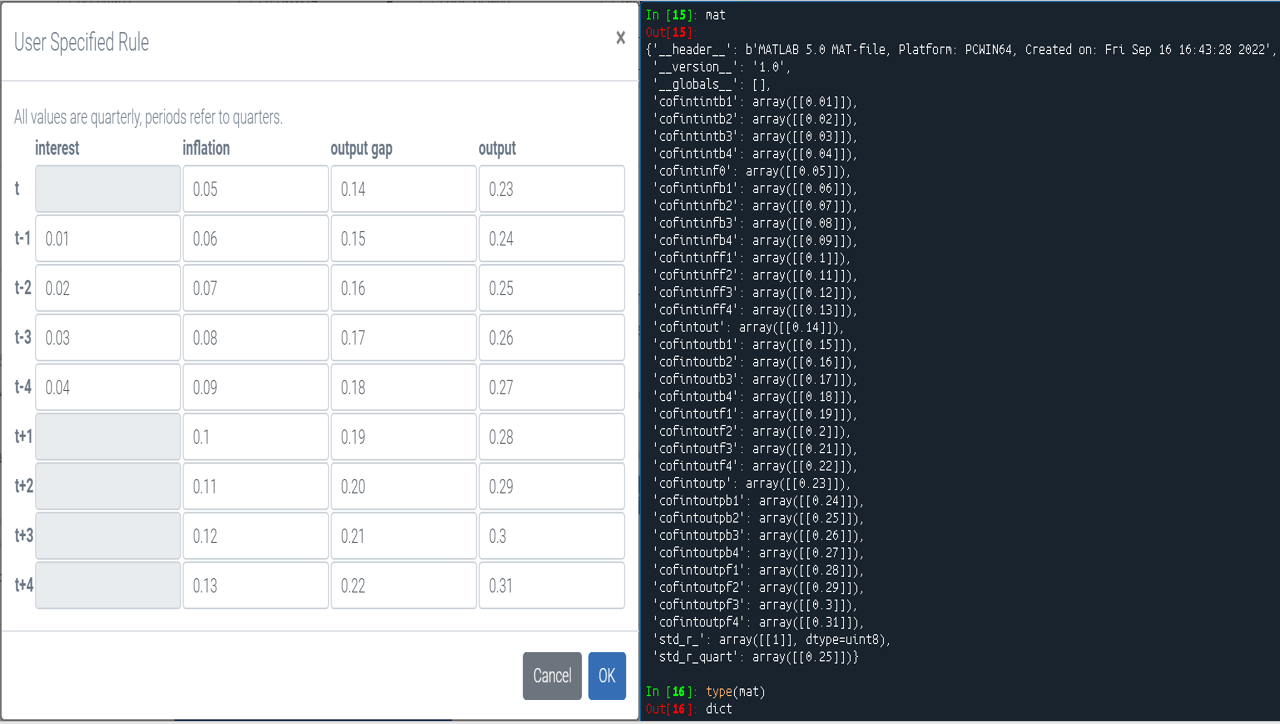 User Specified Rule
×
All values are quarterly, periods refer to quarters.
interest inflation output gap output
t 0.05 0.14 0.23
t-1 0.01 0.06 0.15 0.24
t-2 0.02 0.07 0.16 0.25
t-3 0.03 0.08 0.17 0.26
t-4 0.04 0.09 0.18 0.27
t+1 0.1 0.19 0.28
t+2 0.11 0.20 0.29
t+3 0.12 0.21 0.3
t+4 0.13 0.22 0.31
Cancel OK
In [15]: mat
Out[15]:
{'__header__': b'MATLAB 5.0 MAT-file, Platform: PCWIN64, Created on: Fri Sep 16 16:43:28 2022',
'__version__': '1.0',
'__globals__': [],
'cofintintb1': array([[0.01]]),
'cofintintb2': array([[0.02]]),
'cofintintb3': array([[0.03]]),
'cofintintb4': array([[0.04]]),
'cofintinf0': array([[0.05]]),
'cofintinfb1': array([[0.06]]),
'cofintinfb2': array([[0.07]]),
'cofintinfb3': array([[0.08]]),
'cofintinfb4': array([[0.09]]),
'cofintinff1': array([[0.1]]),
'cofintinff2': array([[0.11]]),
'cofintinff3': array([[0.12]]),
'cofintinff4': array([[0.13]]),
'cofintout': array([[0.14]]),
'cofintoutb1': array([[0.15]]),
'cofintoutb2': array([[0.16]]),
'cofintoutb3': array([[0.17]]),
'cofintoutb4': array([[0.18]]),
'cofintoutf1': array([[0.19]]),
'cofintoutf2': array([[0.2]]),
'cofintoutf3': array([[0.21]]),
'cofintoutf4': array([[0.22]]),
'cofintoutp': array([[0.23]]),
'cofintoutpb1': array([[0.24]]),
'cofintoutpb2': array([[0.25]]),
'cofintoutpb3': array([[0.26]]),
'cofintoutpb4': array([[0.27]]),
'cofintoutpf1': array([[0.28]]),
'cofintoutpf2': array([[0.29]]),
'cofintoutpf3': array([[0.3]]),
'cofintoutpf4': array([[0.31]]),
'std_r_': array([[1]], dtype=uint8),
'std_r_quart': array([[0.25]])}
In [16]: type(mat)
Out[16]: dict